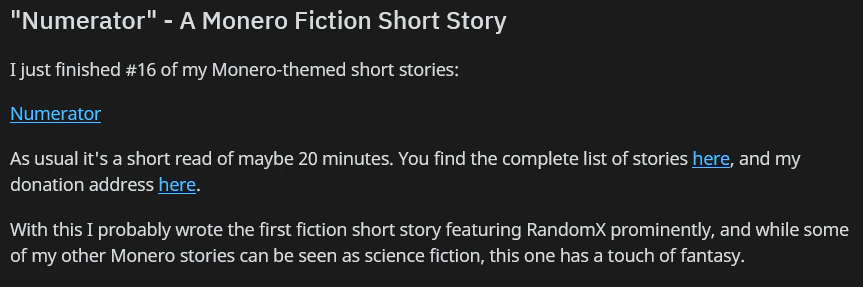 "Numerator" - A Monero Fiction Short Story
I just finished #16 of my Monero-themed short stories:
Numerator
As usual it's a short read of maybe 20 minutes. You find the complete list of stories here, and my
donation address here.
With this I probably wrote the first fiction short story featuring RandomX prominently, and while some
of my other Monero stories can be seen as science fiction, this one has a touch of fantasy.